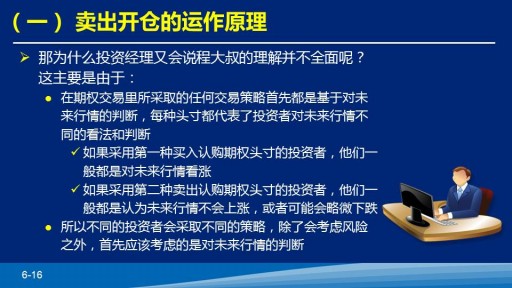 （一） 卖出开仓的运作原理
➢ 那为什么投资经理又会说程大叔的理解并不全面呢？
这主要是由于：
● 在期权交易里所采取的任何交易策略首先都是基于对未
来行情的判断，每种头寸都代表了投资者对未来行情不
同的看法和判断
✓ 如果采用第一种买入认购期权头寸的投资者，他们一
般都是对未来行情看涨
✓ 如果采用第二种卖出认购期权头寸的投资者，他们一
般都是认为未来行情不会上涨，或者可能会略微下跌
● 所以不同的投资者会采取不同的策略，除了会考虑风险
之外，首先应该考虑的是对未来行情的判断
6-16